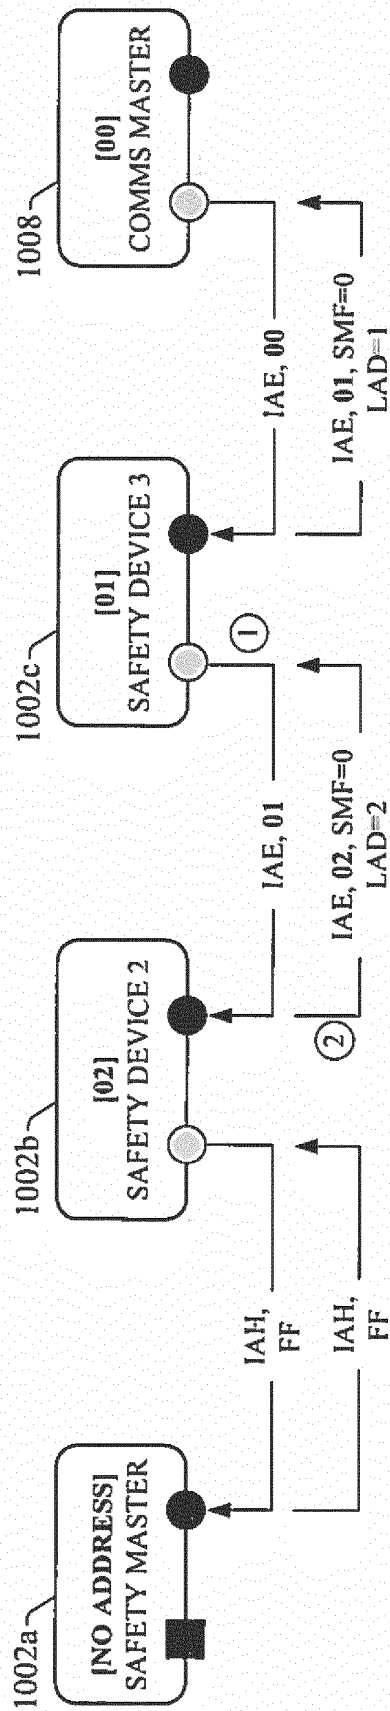 1002a
[NO ADDRESS]
SAFETY MASTER
1002b
[02]
SAFETY DEVICE 2
1002c
[01]
SAFETY DEVICE 3
1008
[00]
COMMS MASTER
IAH,
FF
IAE, 01
1
IAE, 00
IAH,
FF
2
IAE, 02, SMF=0
LAD=2
IAE, 01, SMF=0
LAD=1